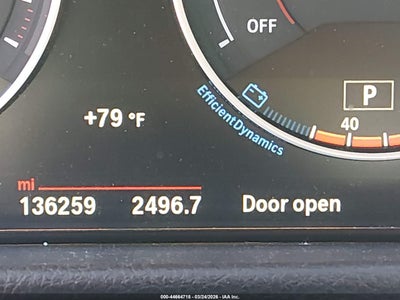 OFF
P
+79 °F
EfficientDynamics
40
mi
136259 2496.7 Door open
000-44664718 - 03/24/2026 - IAA Inc.